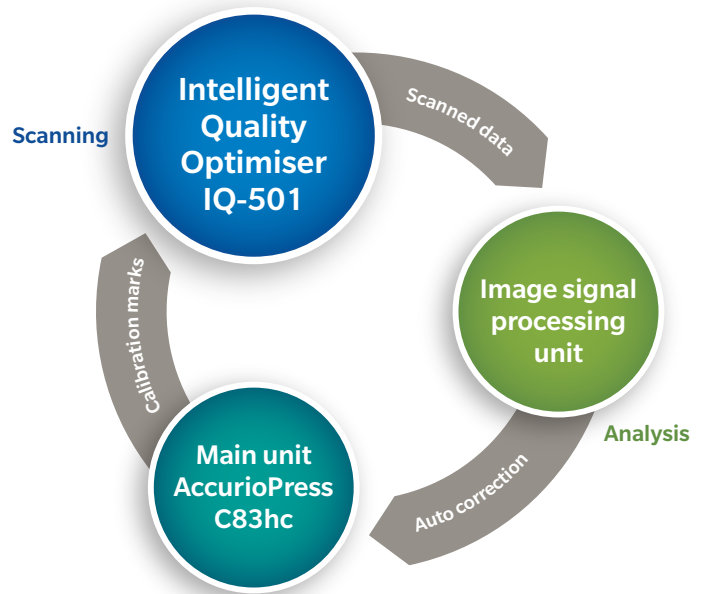 Intelligent
Quality
Optimiser
IQ-501
Scanning
Scanned data
Image signal
processing
unit
Analysis
Auto correction
Main unit
AccurioPress
C83hc
Calibration marks